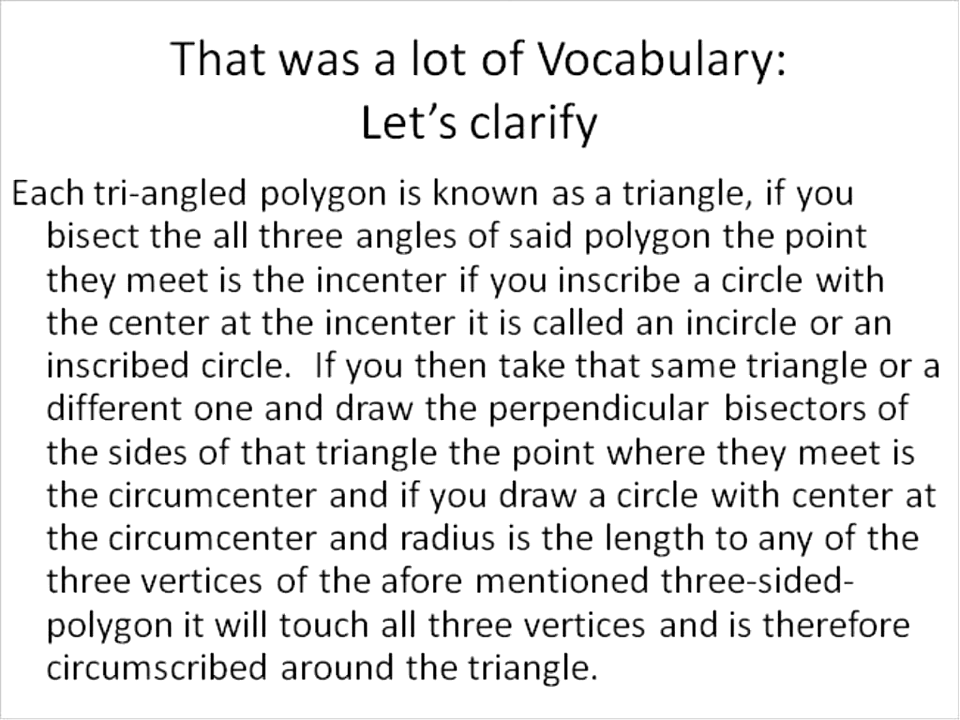 That was a lot of Vocabulary:
Let’s clarify
Each tri-angled polygon is known as a triangle, if you
bisect the all three angles of said polygon the point
they meet is the incenter if you inscribe a circle with
the center at the incenter it is called an incircle or an
inscribed circle.  If you then take that same triangle or a
different one and draw the perpendicular bisectors of
the sides of that triangle the point where they meet is
the circumcenter and if you draw a circle with center at
the circumcenter and radius is the length to any of the
three vertices of the afore mentioned three-sided-
polygon it will touch all three vertices and is therefore
circumscribed around the triangle.